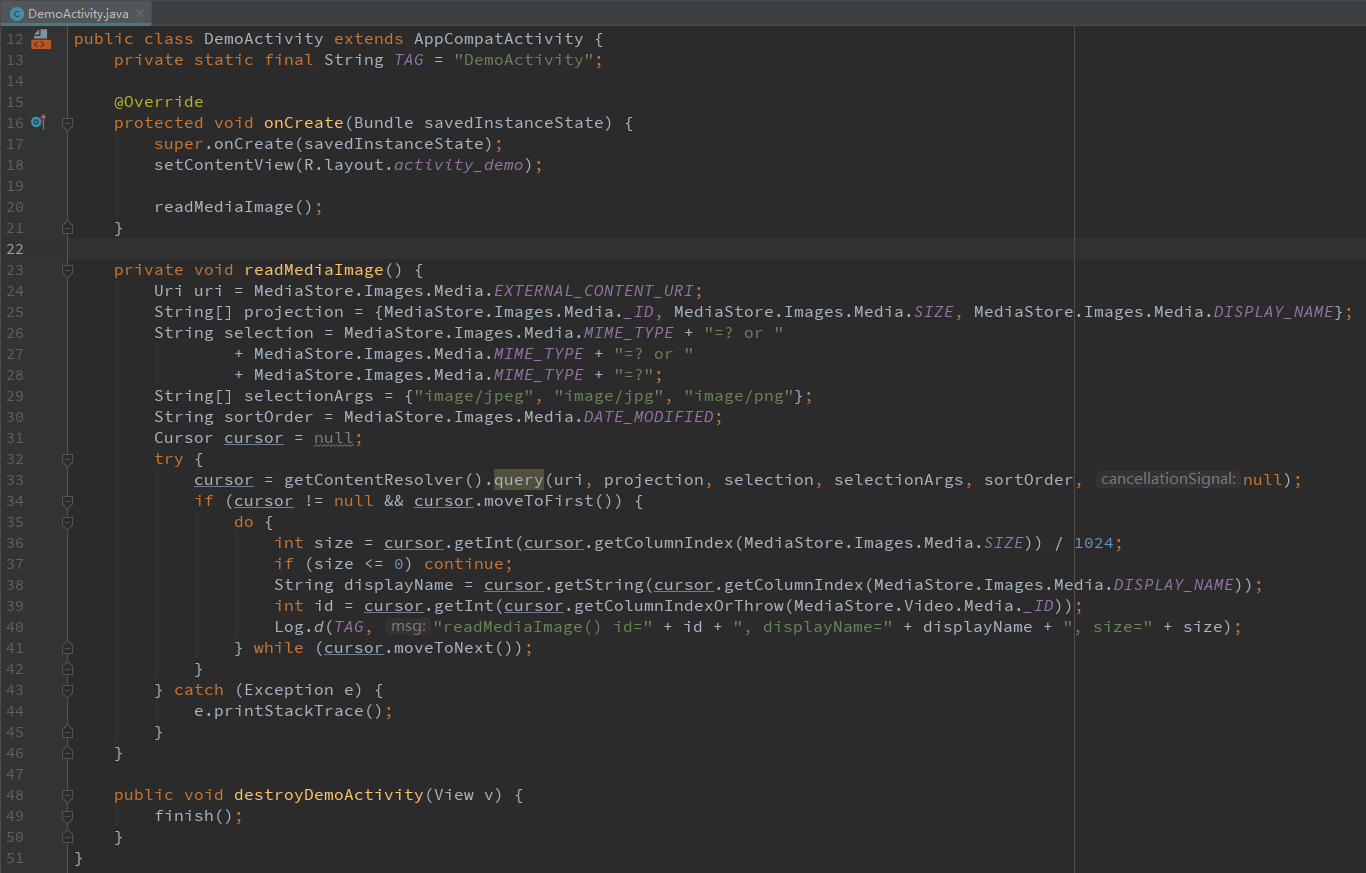 DemoActivity.java
12 public class DemoActivity extends AppCompatActivity {
13     private static final String TAG = "DemoActivity";
14
15     @Override
16     protected void onCreate(Bundle savedInstanceState) {
17         super.onCreate(savedInstanceState);
18         setContentView(R.layout.activity_demo);
19
20         readMediaImage();
21     }
22
23     private void readMediaImage() {
24         Uri uri = MediaStore.Images.Media.EXTERNAL_CONTENT_URI;
25         String[] projection = {MediaStore.Images.Media._ID, MediaStore.Images.Media.SIZE, MediaStore.Images.Media.DISPLAY_NAME};
26         String selection = MediaStore.Images.Media.MIME_TYPE + "=? or "
27                 + MediaStore.Images.Media.MIME_TYPE + "=? or "
28                 + MediaStore.Images.Media.MIME_TYPE + "=?";
29         String[] selectionArgs = {"image/jpeg", "image/jpg", "image/png"};
30         String sortOrder = MediaStore.Images.Media.DATE_MODIFIED;
31         Cursor cursor = null;
32         try {
33             cursor = getContentResolver().query(uri, projection, selection, selectionArgs, sortOrder, cancellationSignal: null);
34             if (cursor != null && cursor.moveToFirst()) {
35                 do {
36                     int size = cursor.getInt(cursor.getColumnIndex(MediaStore.Images.Media.SIZE)) / 1024;
37                     if (size <= 0) continue;
38                     String displayName = cursor.getString(cursor.getColumnIndex(MediaStore.Images.Media.DISPLAY_NAME));
39                     int id = cursor.getInt(cursor.getColumnIndexOrThrow(MediaStore.Video.Media._ID));
40                     Log.d(TAG, msg: "readMediaImage() id=" + id + ", displayName=" + displayName + ", size=" + size);
41                 } while (cursor.moveToNext());
42             }
43         } catch (Exception e) {
44             e.printStackTrace();
45         }
46     }
47
48     public void destroyDemoActivity(View v) {
49         finish();
50     }
51 }